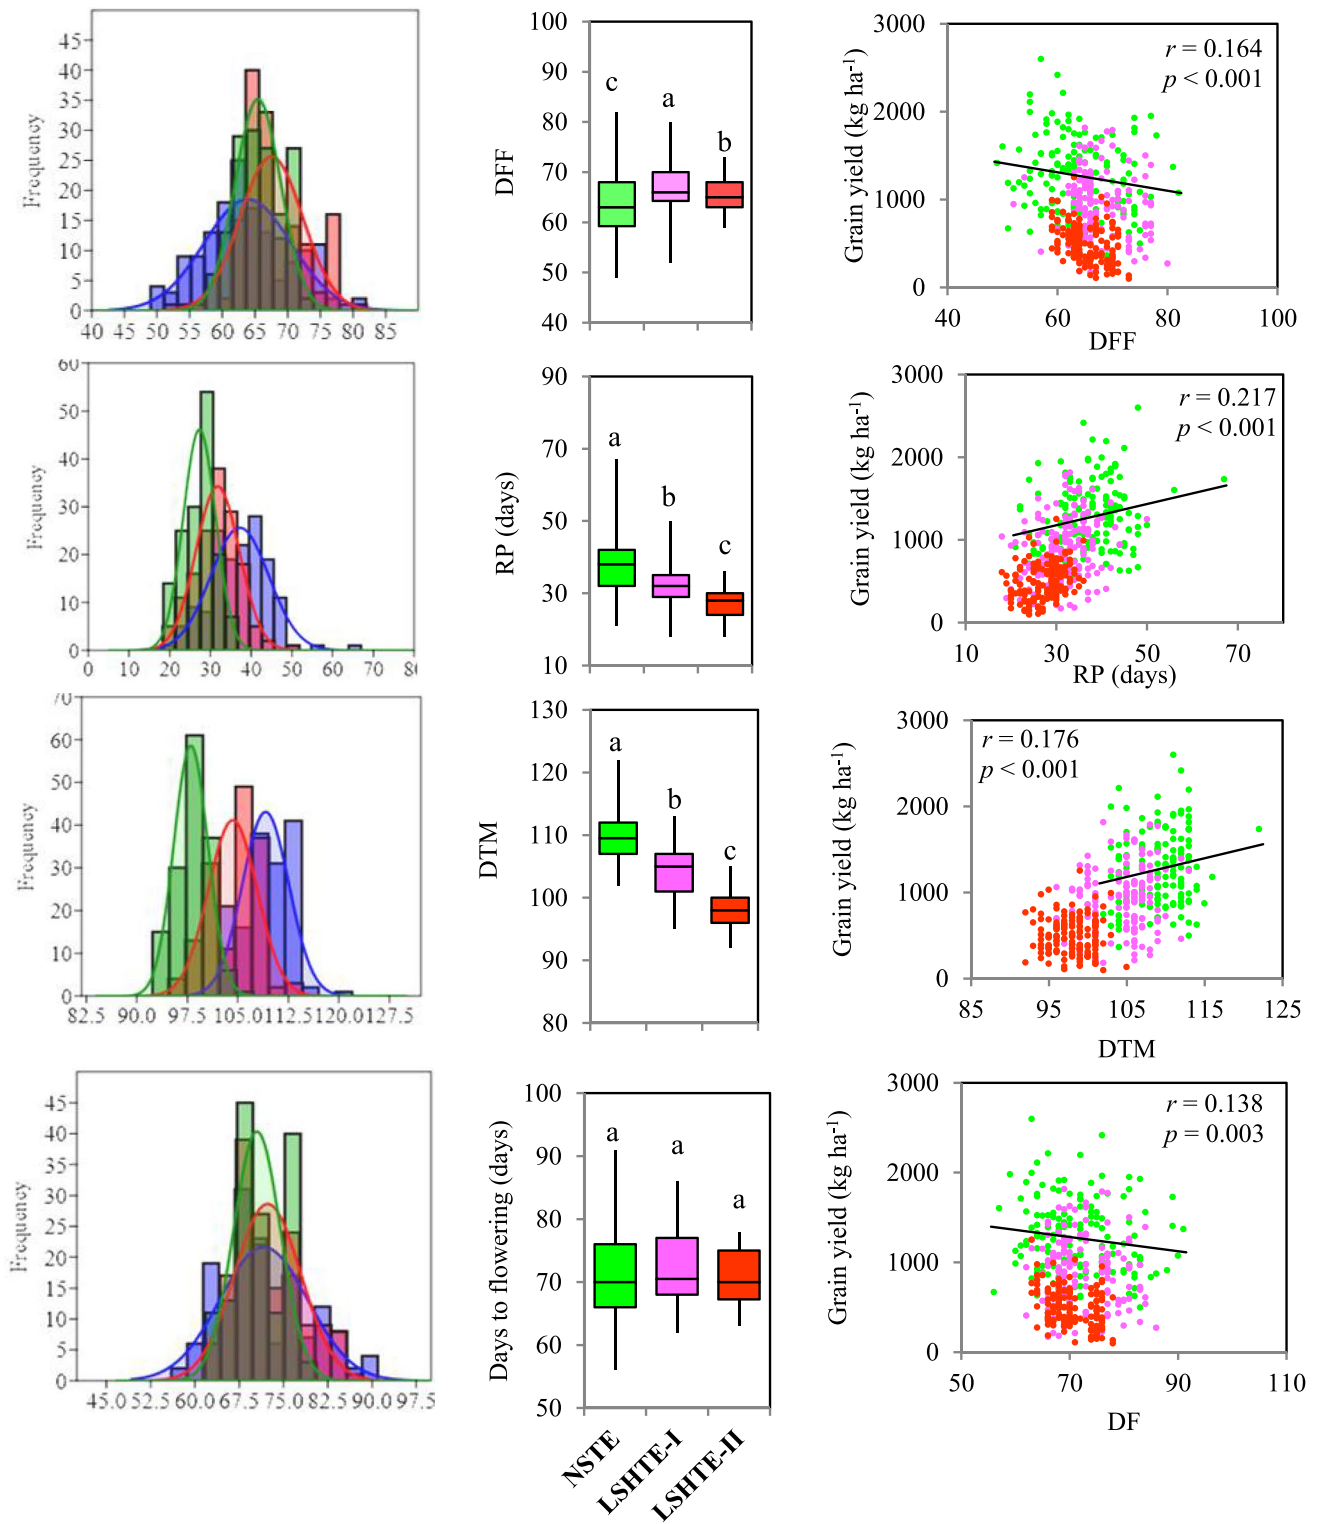 45
40
35
30
25
20
15
10
5
0
Frequency
40 45 50 55 60 65 70 75 80 85
100
90
80
70
60
50
40
DFF
c
a
b
3000
2000
1000
0
Grain yield (kg ha-1)
r = 0.164
p < 0.001
40 60 80 100
DFF
60
50
40
30
20
10
0
Frequency
0 10 20 30 40 50 60 70
90
70
50
30
10
RP (days)
a
b
c
3000
2000
1000
0
Grain yield (kg ha-1)
r = 0.217
p < 0.001
10 30 50 70
RP (days)
70
60
50
40
30
20
10
0
Frequency
82.5 90.0 97.5 105.0 112.5 120.0 127.5
130
120
110
100
90
80
DTM
a
b
c
3000
2000
1000
0
Grain yield (kg ha-1)
r = 0.176
p < 0.001
85 95 105 115 125
DTM
45
40
35
30
25
20
15
10
5
0
Frequency
45.0 52.5 60.0 67.5 75.0 82.5 90.0 97.5
100
90
80
70
60
50
Days to flowering (days)
a
a
a
NSTE
LSHTE-I
LSHTE-II
3000
2000
1000
0
Grain yield (kg ha-1)
r = 0.138
p = 0.003
50 70 90 110
DF